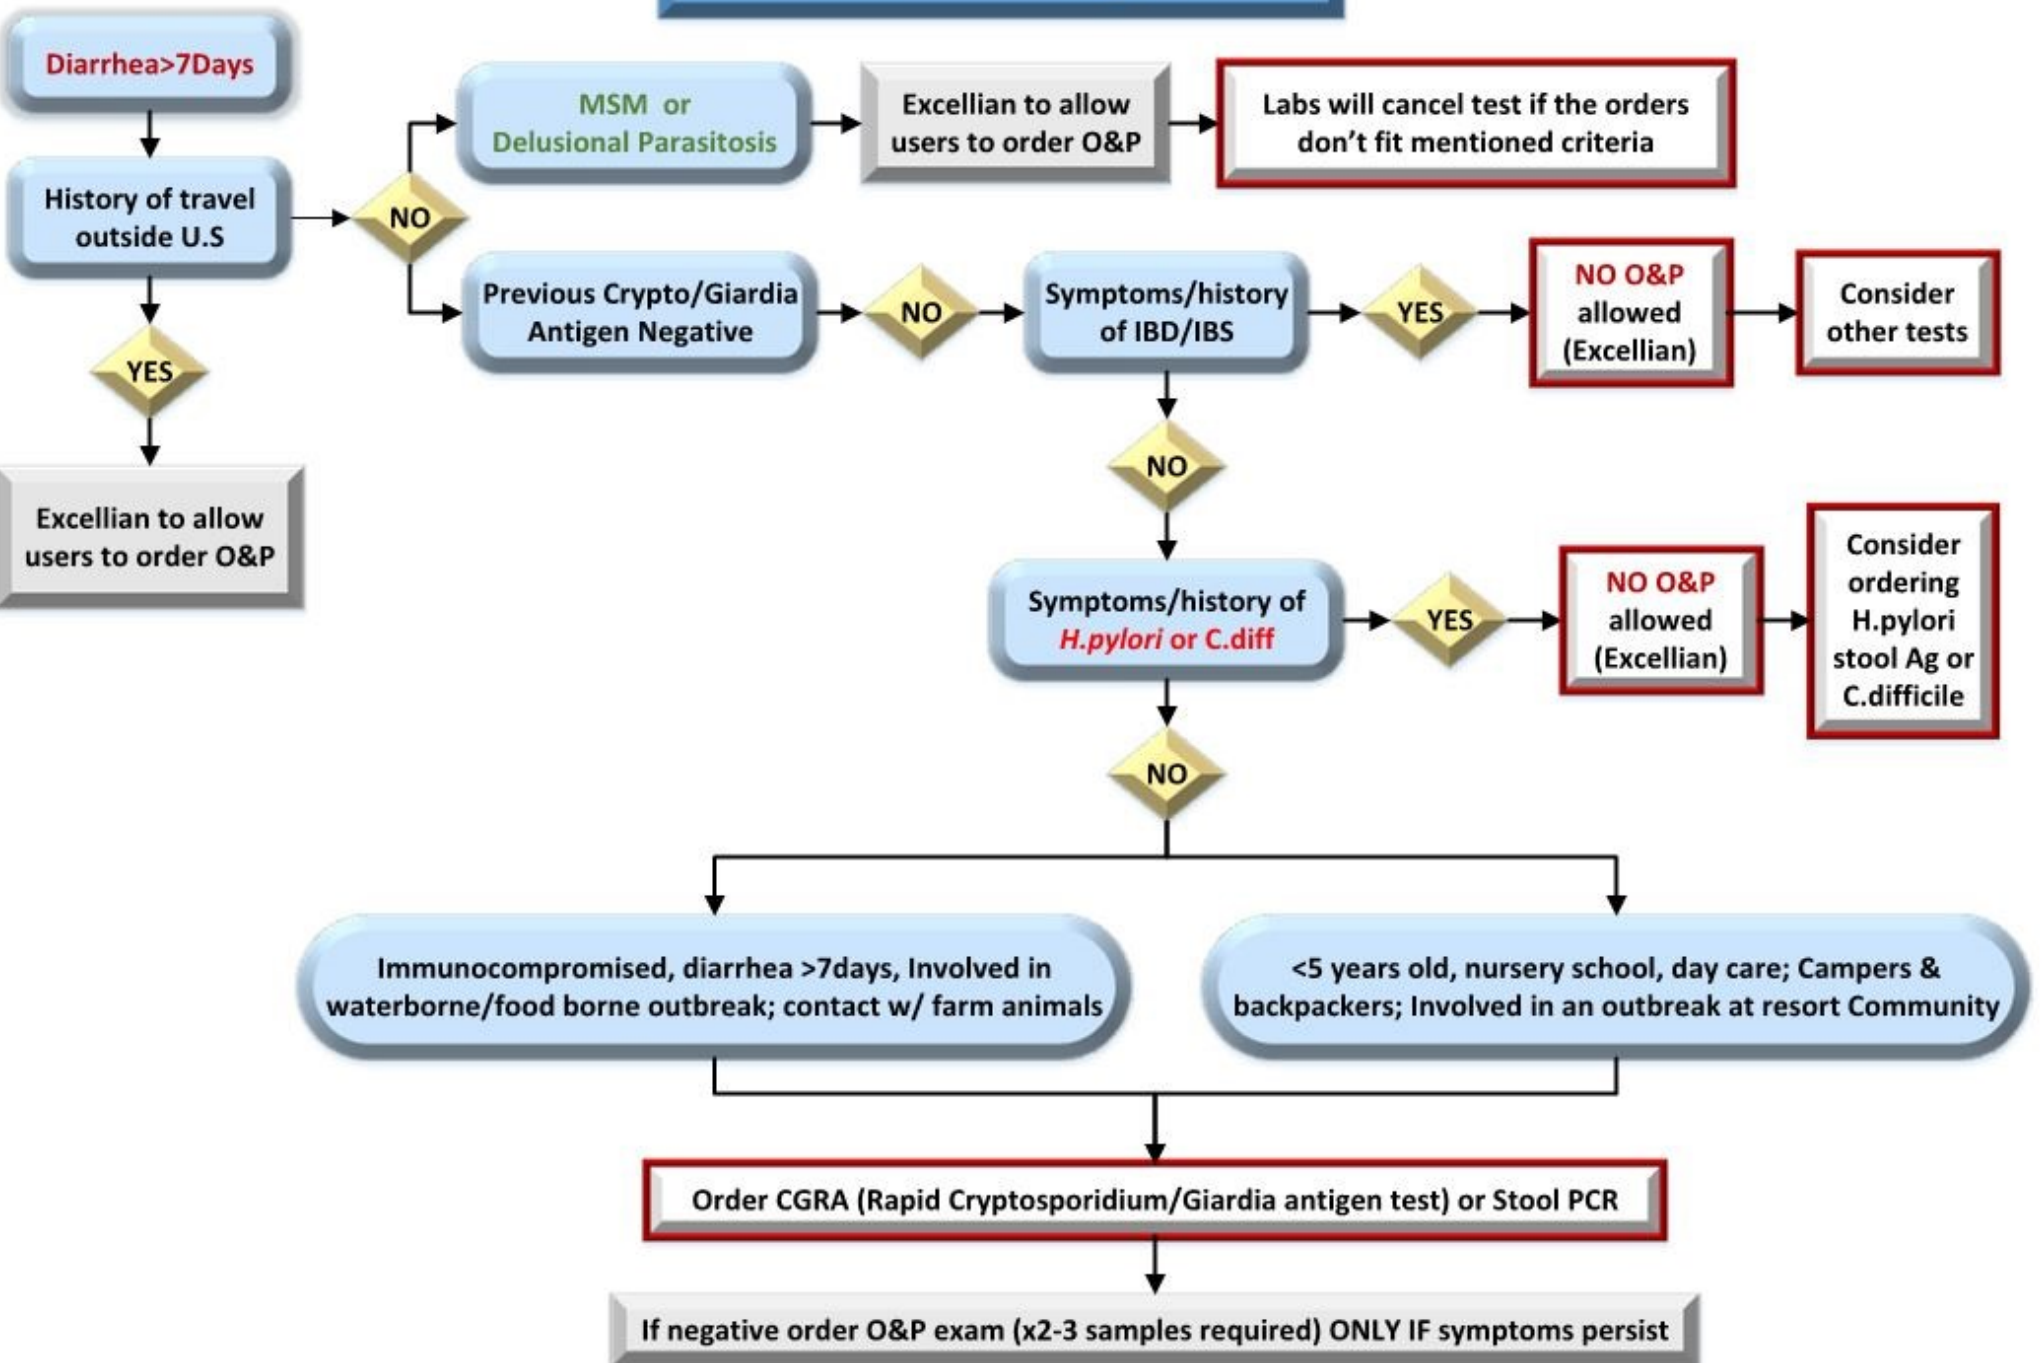 Diarrhea>7Days
History of travel
outside U.S
YES
Excellian to allow
users to order O&P
NO
MSM or
Delusional Parasitosis
Excellian to allow
users to order O&P
Labs will cancel test if the orders
don't fit mentioned criteria
Previous Crypto/Giardia
Antigen Negative
NO
Symptoms/history
of IBD/IBS
YES
NO O&P
allowed
(Excellian)
Consider
other tests
NO
Symptoms/history of
H.pylori or C.diff
YES
NO O&P
allowed
(Excellian)
Consider
ordering
H.pylori
stool Ag or
C.difficile
NO
Immunocompromised, diarrhea >7days, Involved in
waterborne/food borne outbreak; contact w/ farm animals
<5 years old, nursery school, day care; Campers &
backpackers; Involved in an outbreak at resort Community
Order CGRA (Rapid Cryptosporidium/Giardia antigen test) or Stool PCR
If negative order O&P exam (x2-3 samples required) ONLY IF symptoms persist